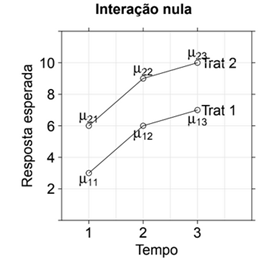 Interação nula
Resposta esperada
10
8
6
4
2
μ₂₁
μ₂₂
μ₂₃
Trat 2
μ₁₁
μ₁₂
μ₁₃
Trat 1
1 2 3
Tempo